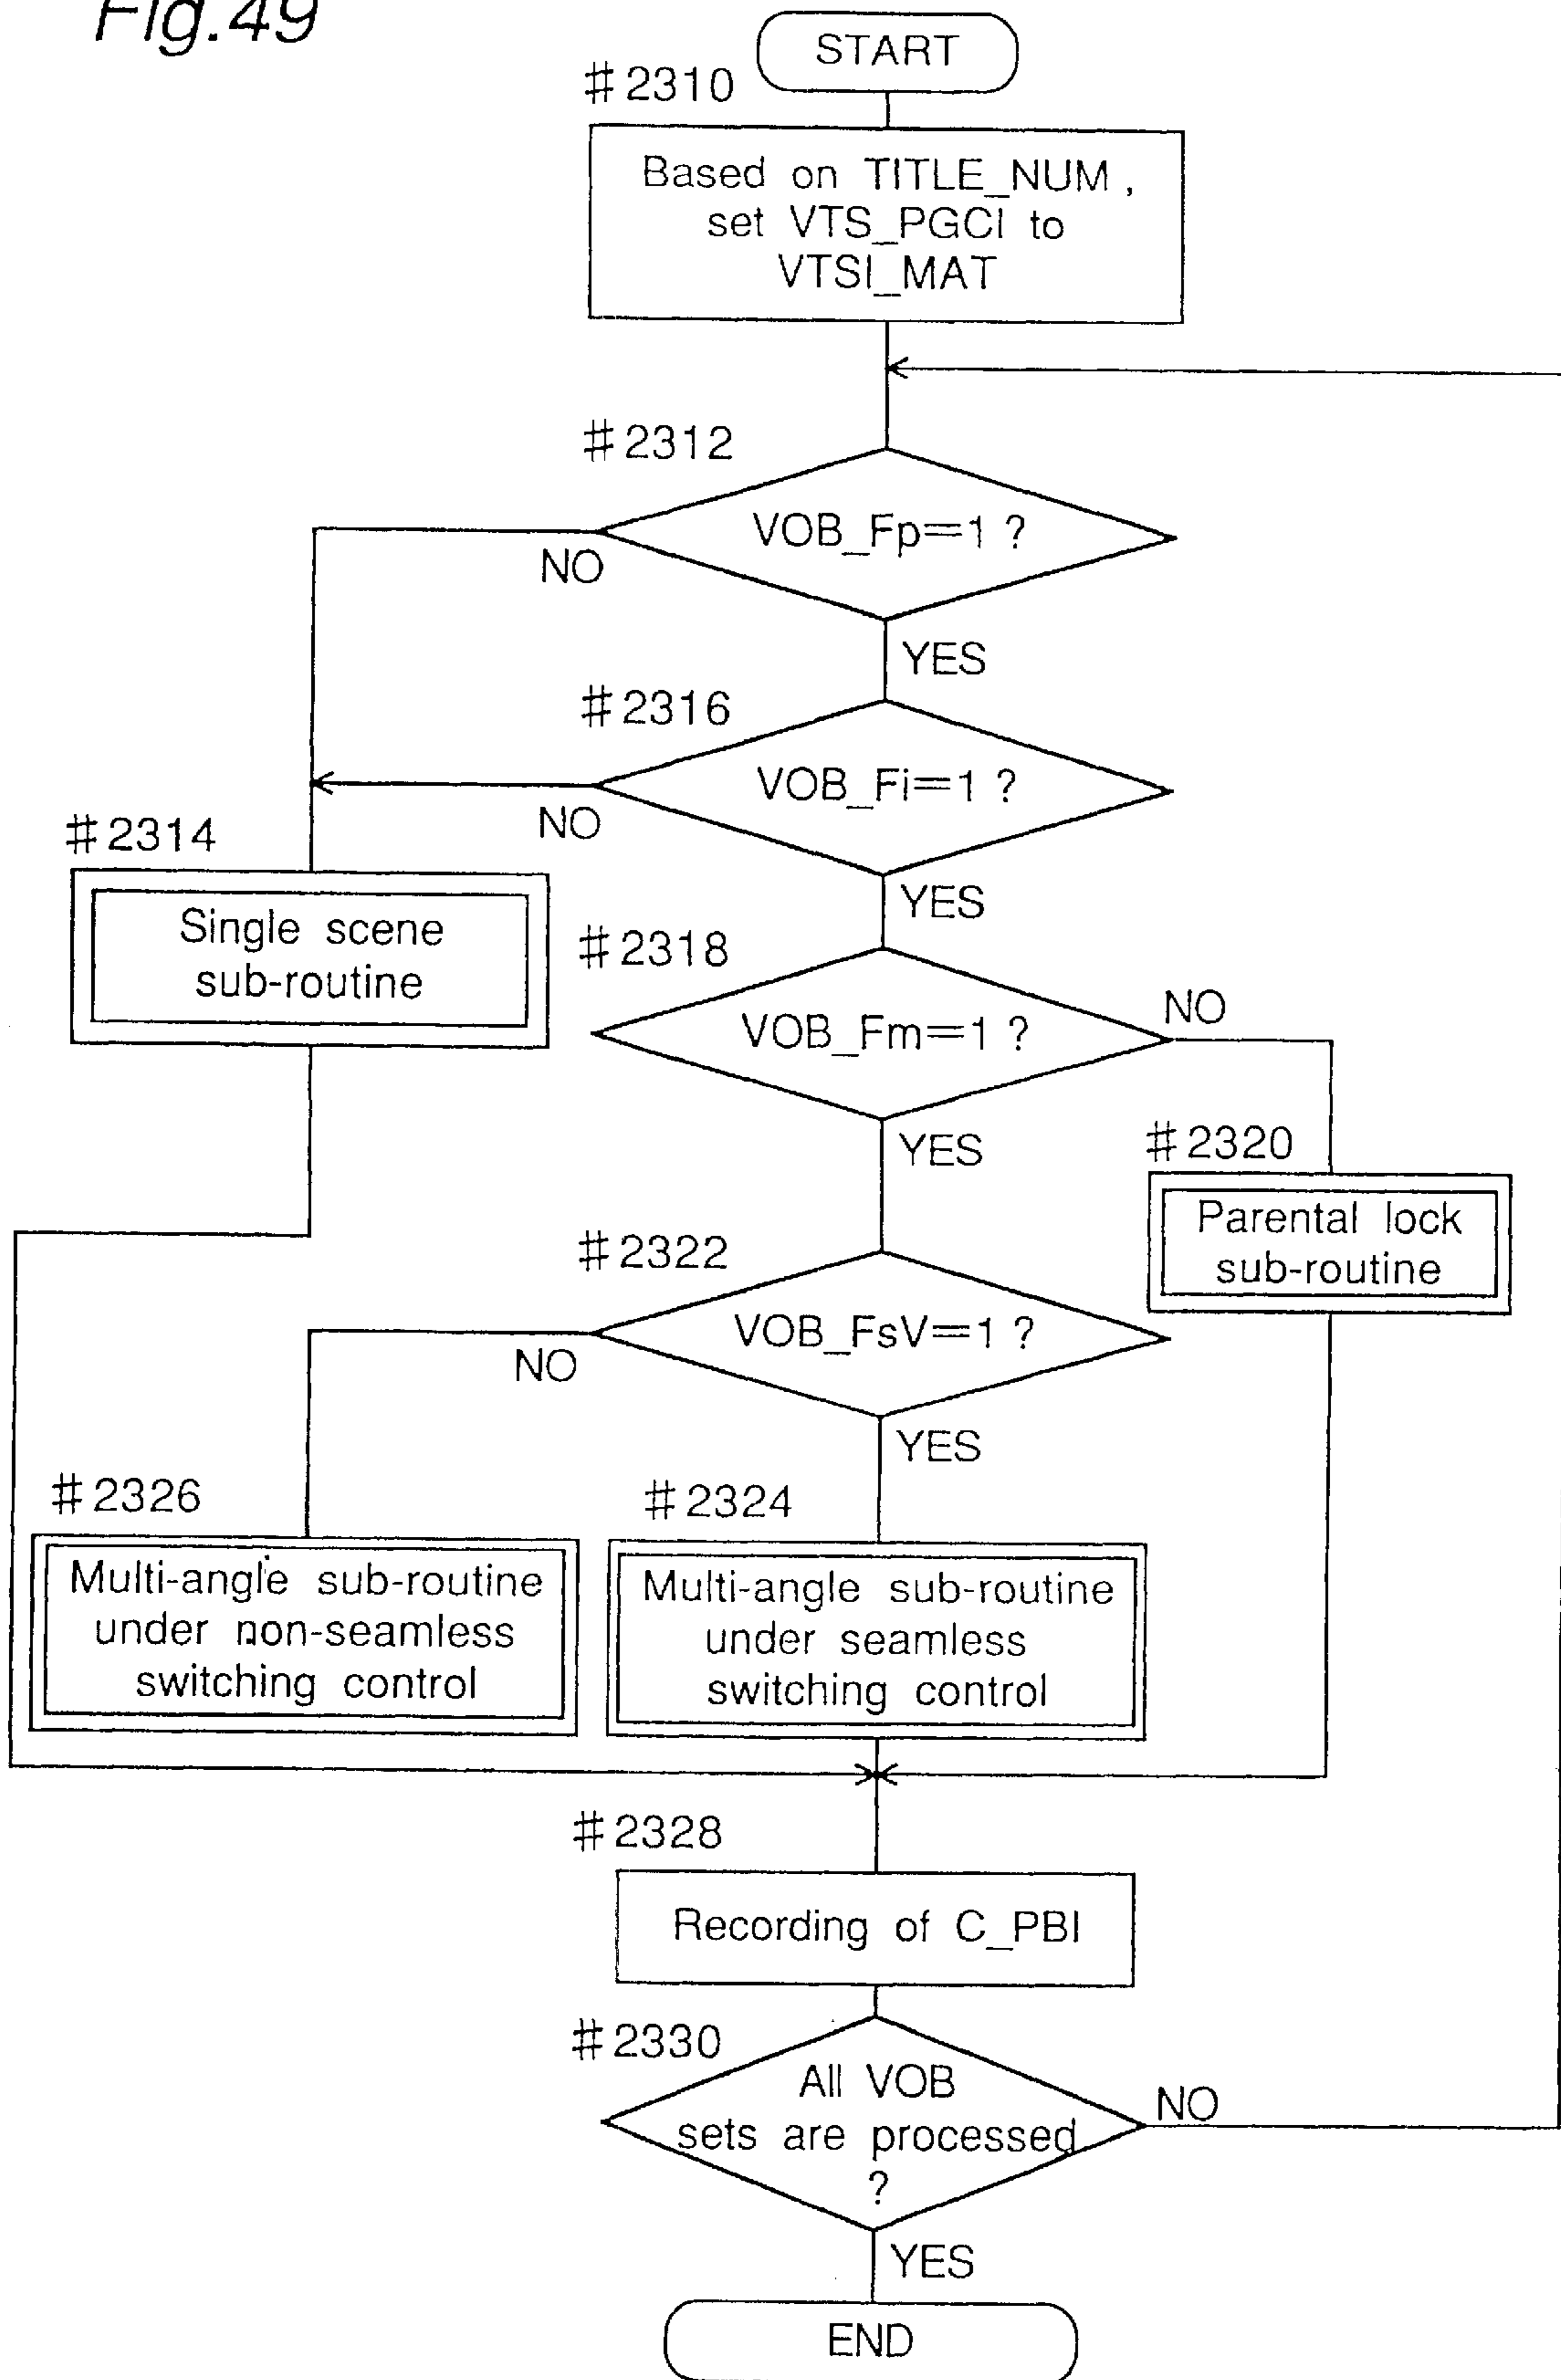 Fig.49
START
#2310
Based on TITLE_NUM ,
set VTS_PGCI to
VTSI_MAT
#2312
VOB_Fp=1 ?
NO
YES
#2316
VOB_Fi=1 ?
NO
YES
#2314
Single scene
sub-routine
#2318
VOB_Fm=1 ?
NO
YES
#2320
Parental lock
sub-routine
#2322
VOB_FsV=1 ?
NO
YES
#2326
Multi-angle sub-routine
under non-seamless
switching control
#2324
Multi-angle sub-routine
under seamless
switching control
#2328
Recording of C_PBI
#2330
All VOB
sets are processed
?
NO
YES
END